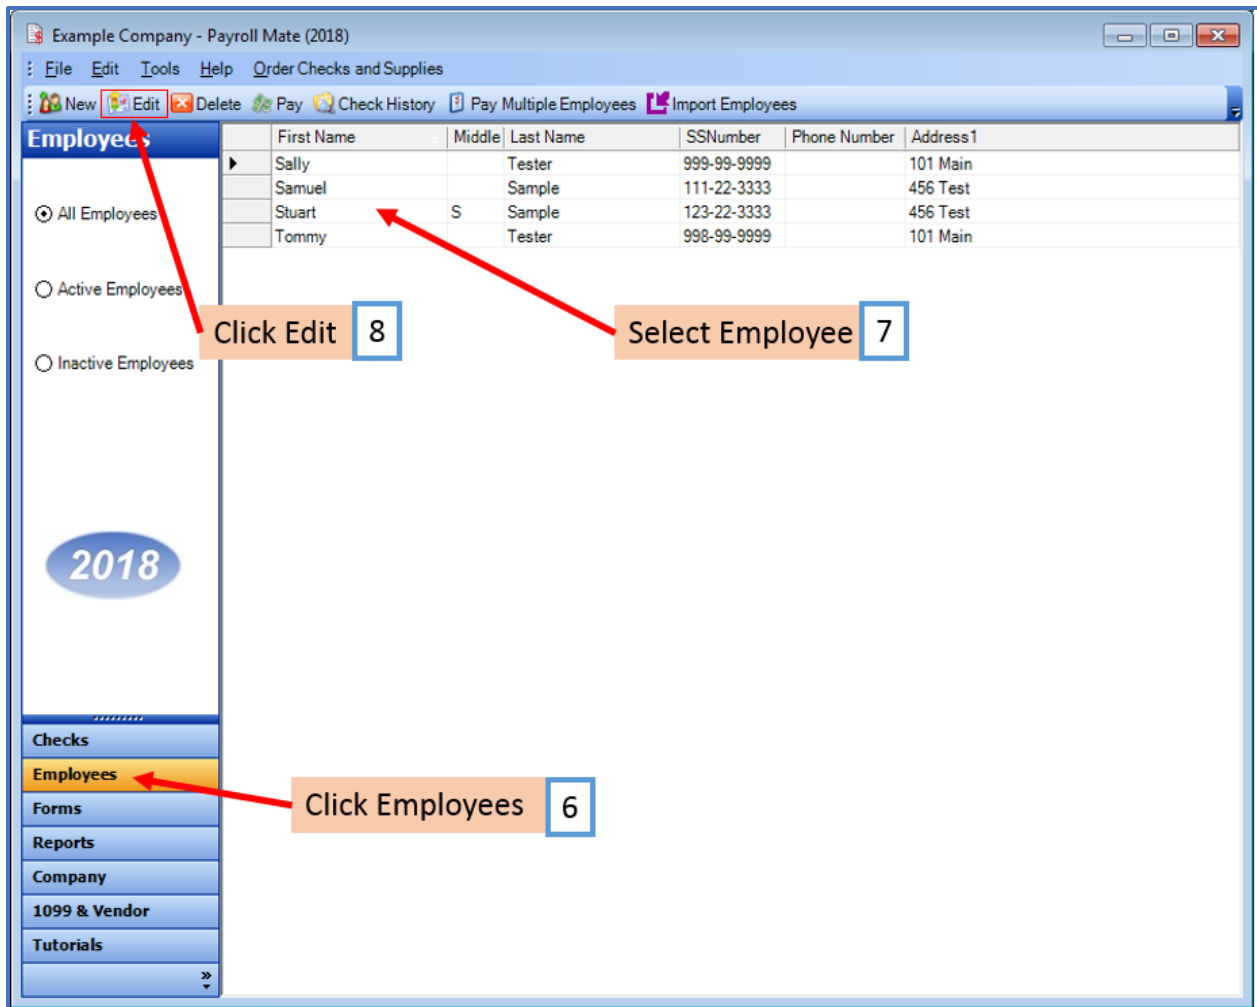 Example Company - Payroll Mate (2018)
File Edit Tools Help Order Checks and Supplies
New Edit Delete Pay Check History Pay Multiple Employees Import Employees
Employees
First Name Middle Last Name SSNumber Phone Number Address1
Sally Tester 999-99-9999 101 Main
Samuel Sample 111-22-3333 456 Test
Stuart S Sample 123-22-3333 456 Test
Tommy Tester 998-99-9999 101 Main
All Employees
Active Employees
Inactive Employees
Click Edit 8
Select Employee 7
2018
Checks
Employees
Forms
Reports
Company
1099 & Vendor
Tutorials
Click Employees 6